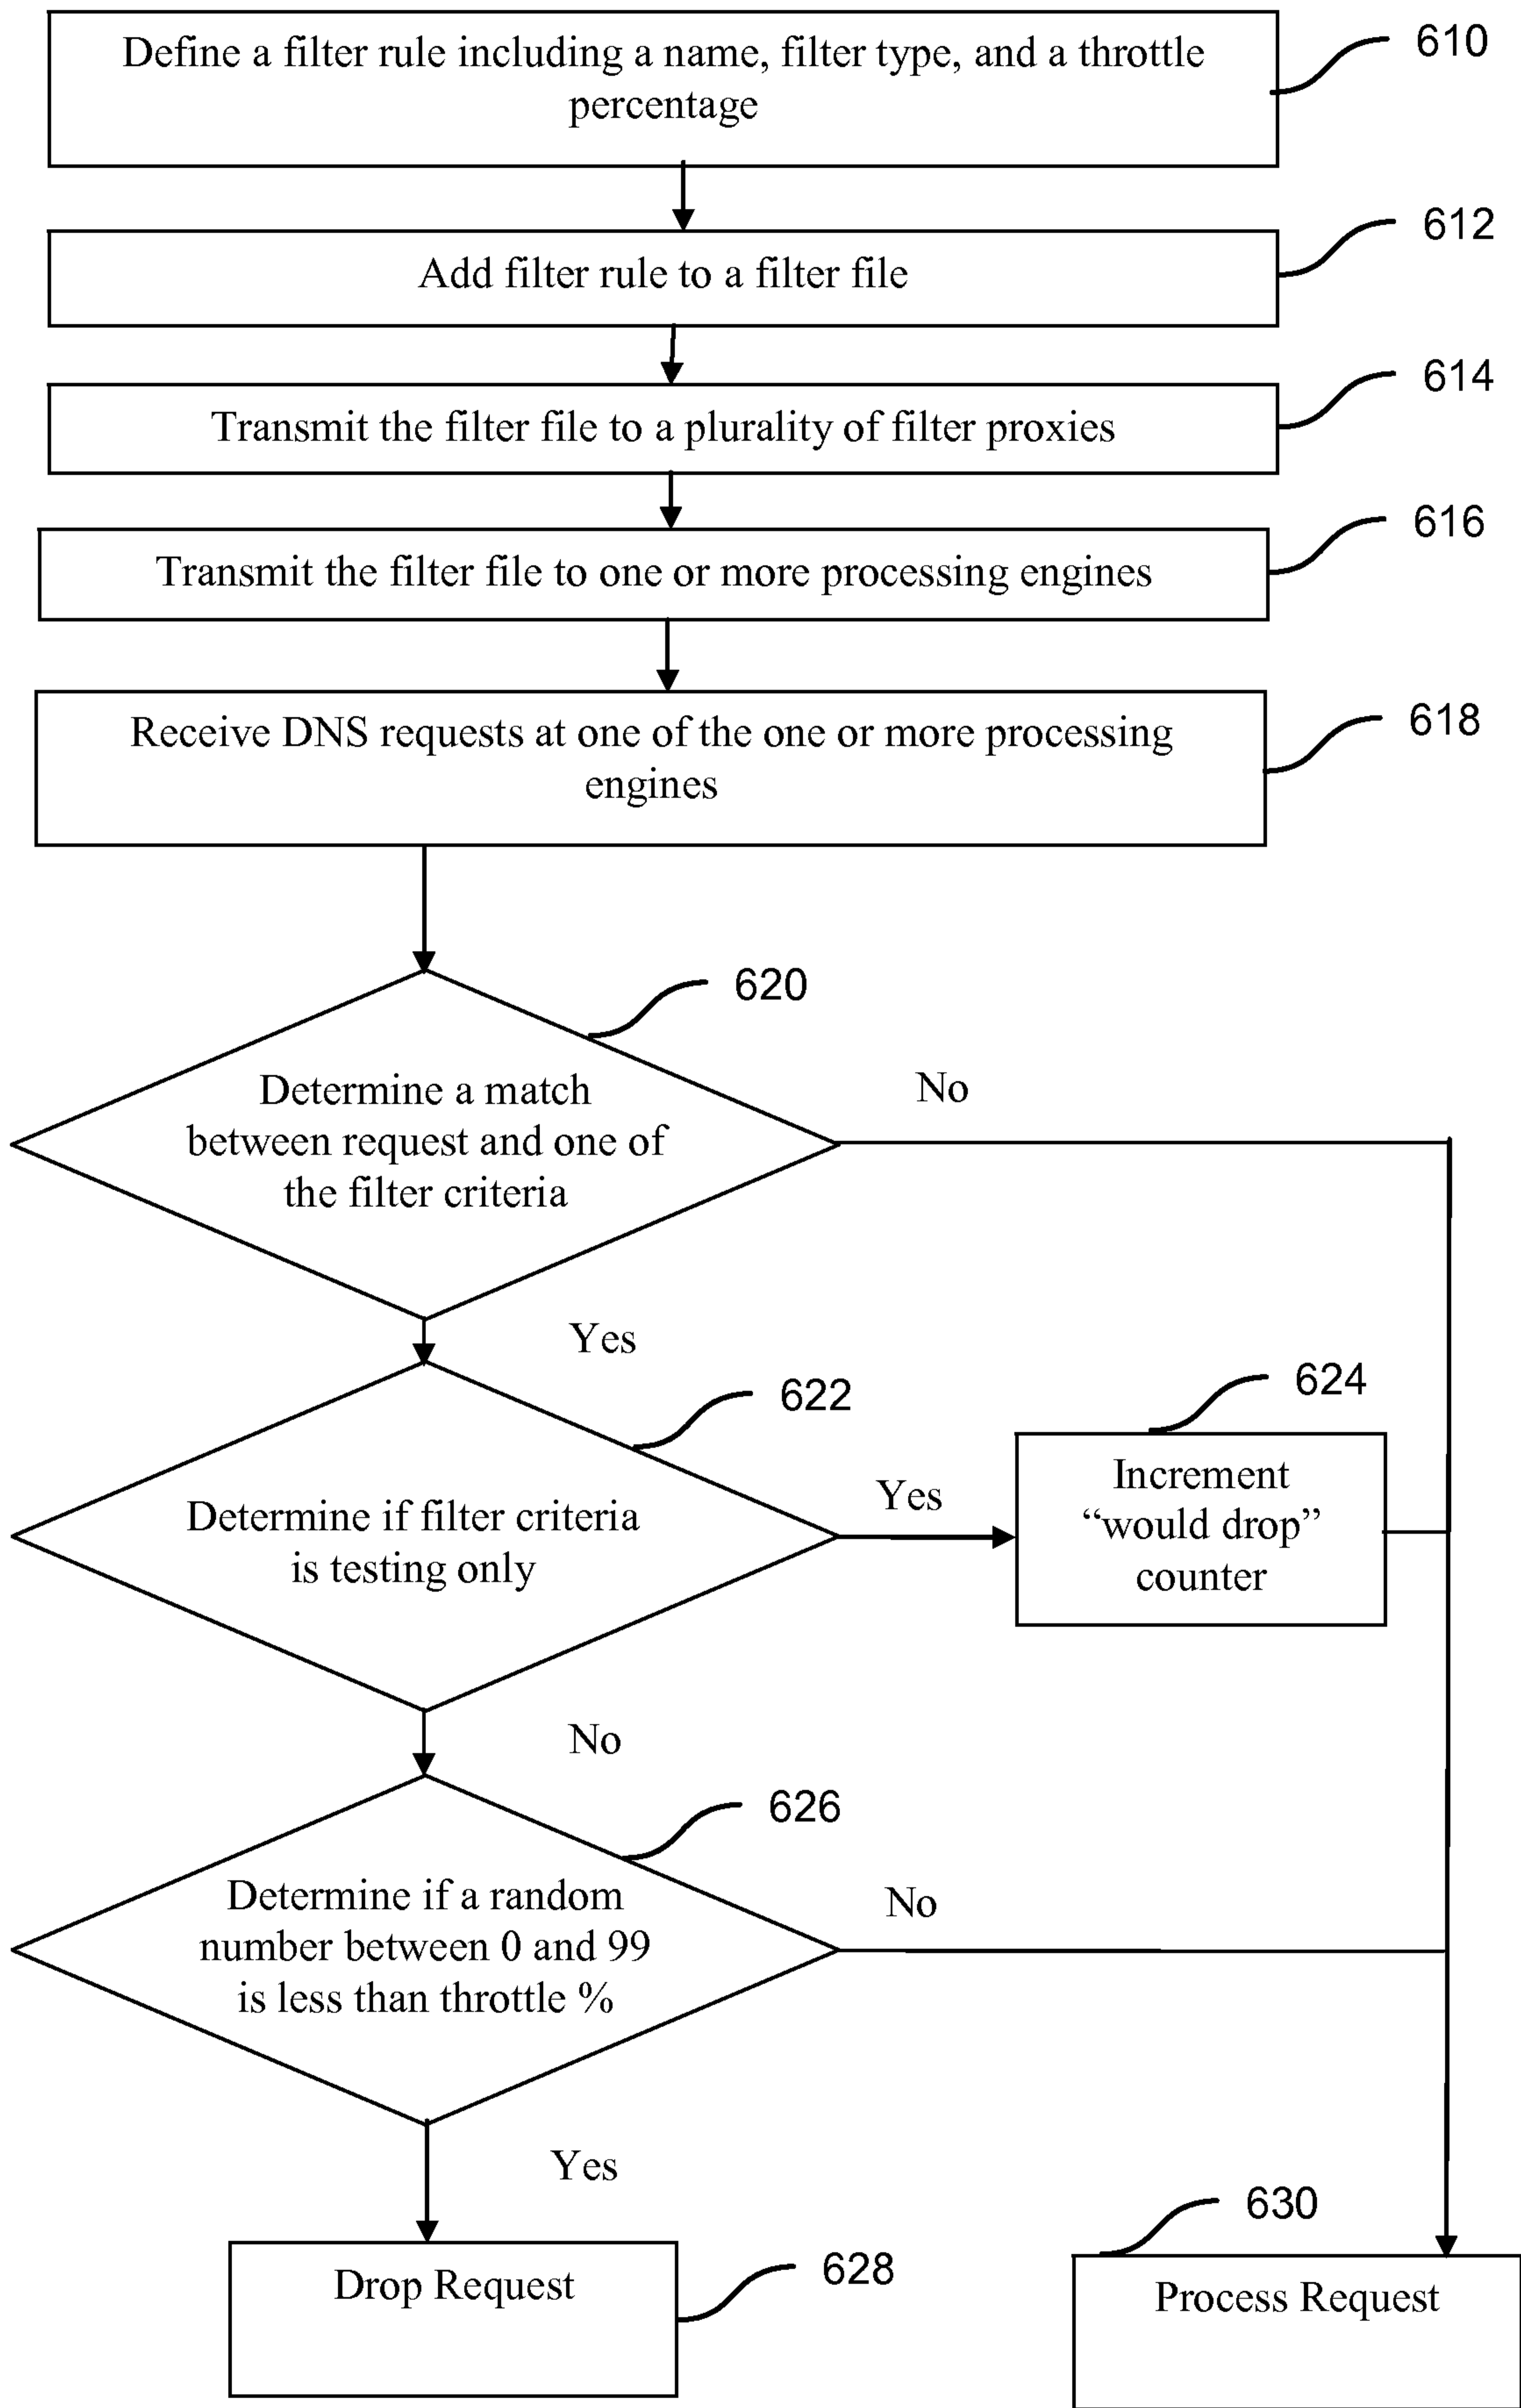 Define a filter rule including a name, filter type, and a throttle
percentage
610
Add filter rule to a filter file
612
Transmit the filter file to a plurality of filter proxies
614
Transmit the filter file to one or more processing engines
616
Receive DNS requests at one of the one or more processing
engines
618
620
Determine a match
between request and one of
the filter criteria
No
Yes
622
Determine if filter criteria
is testing only
Yes
624
Increment
“would drop”
counter
No
626
Determine if a random
number between 0 and 99
is less than throttle %
No
Yes
Drop Request
628
630
Process Request